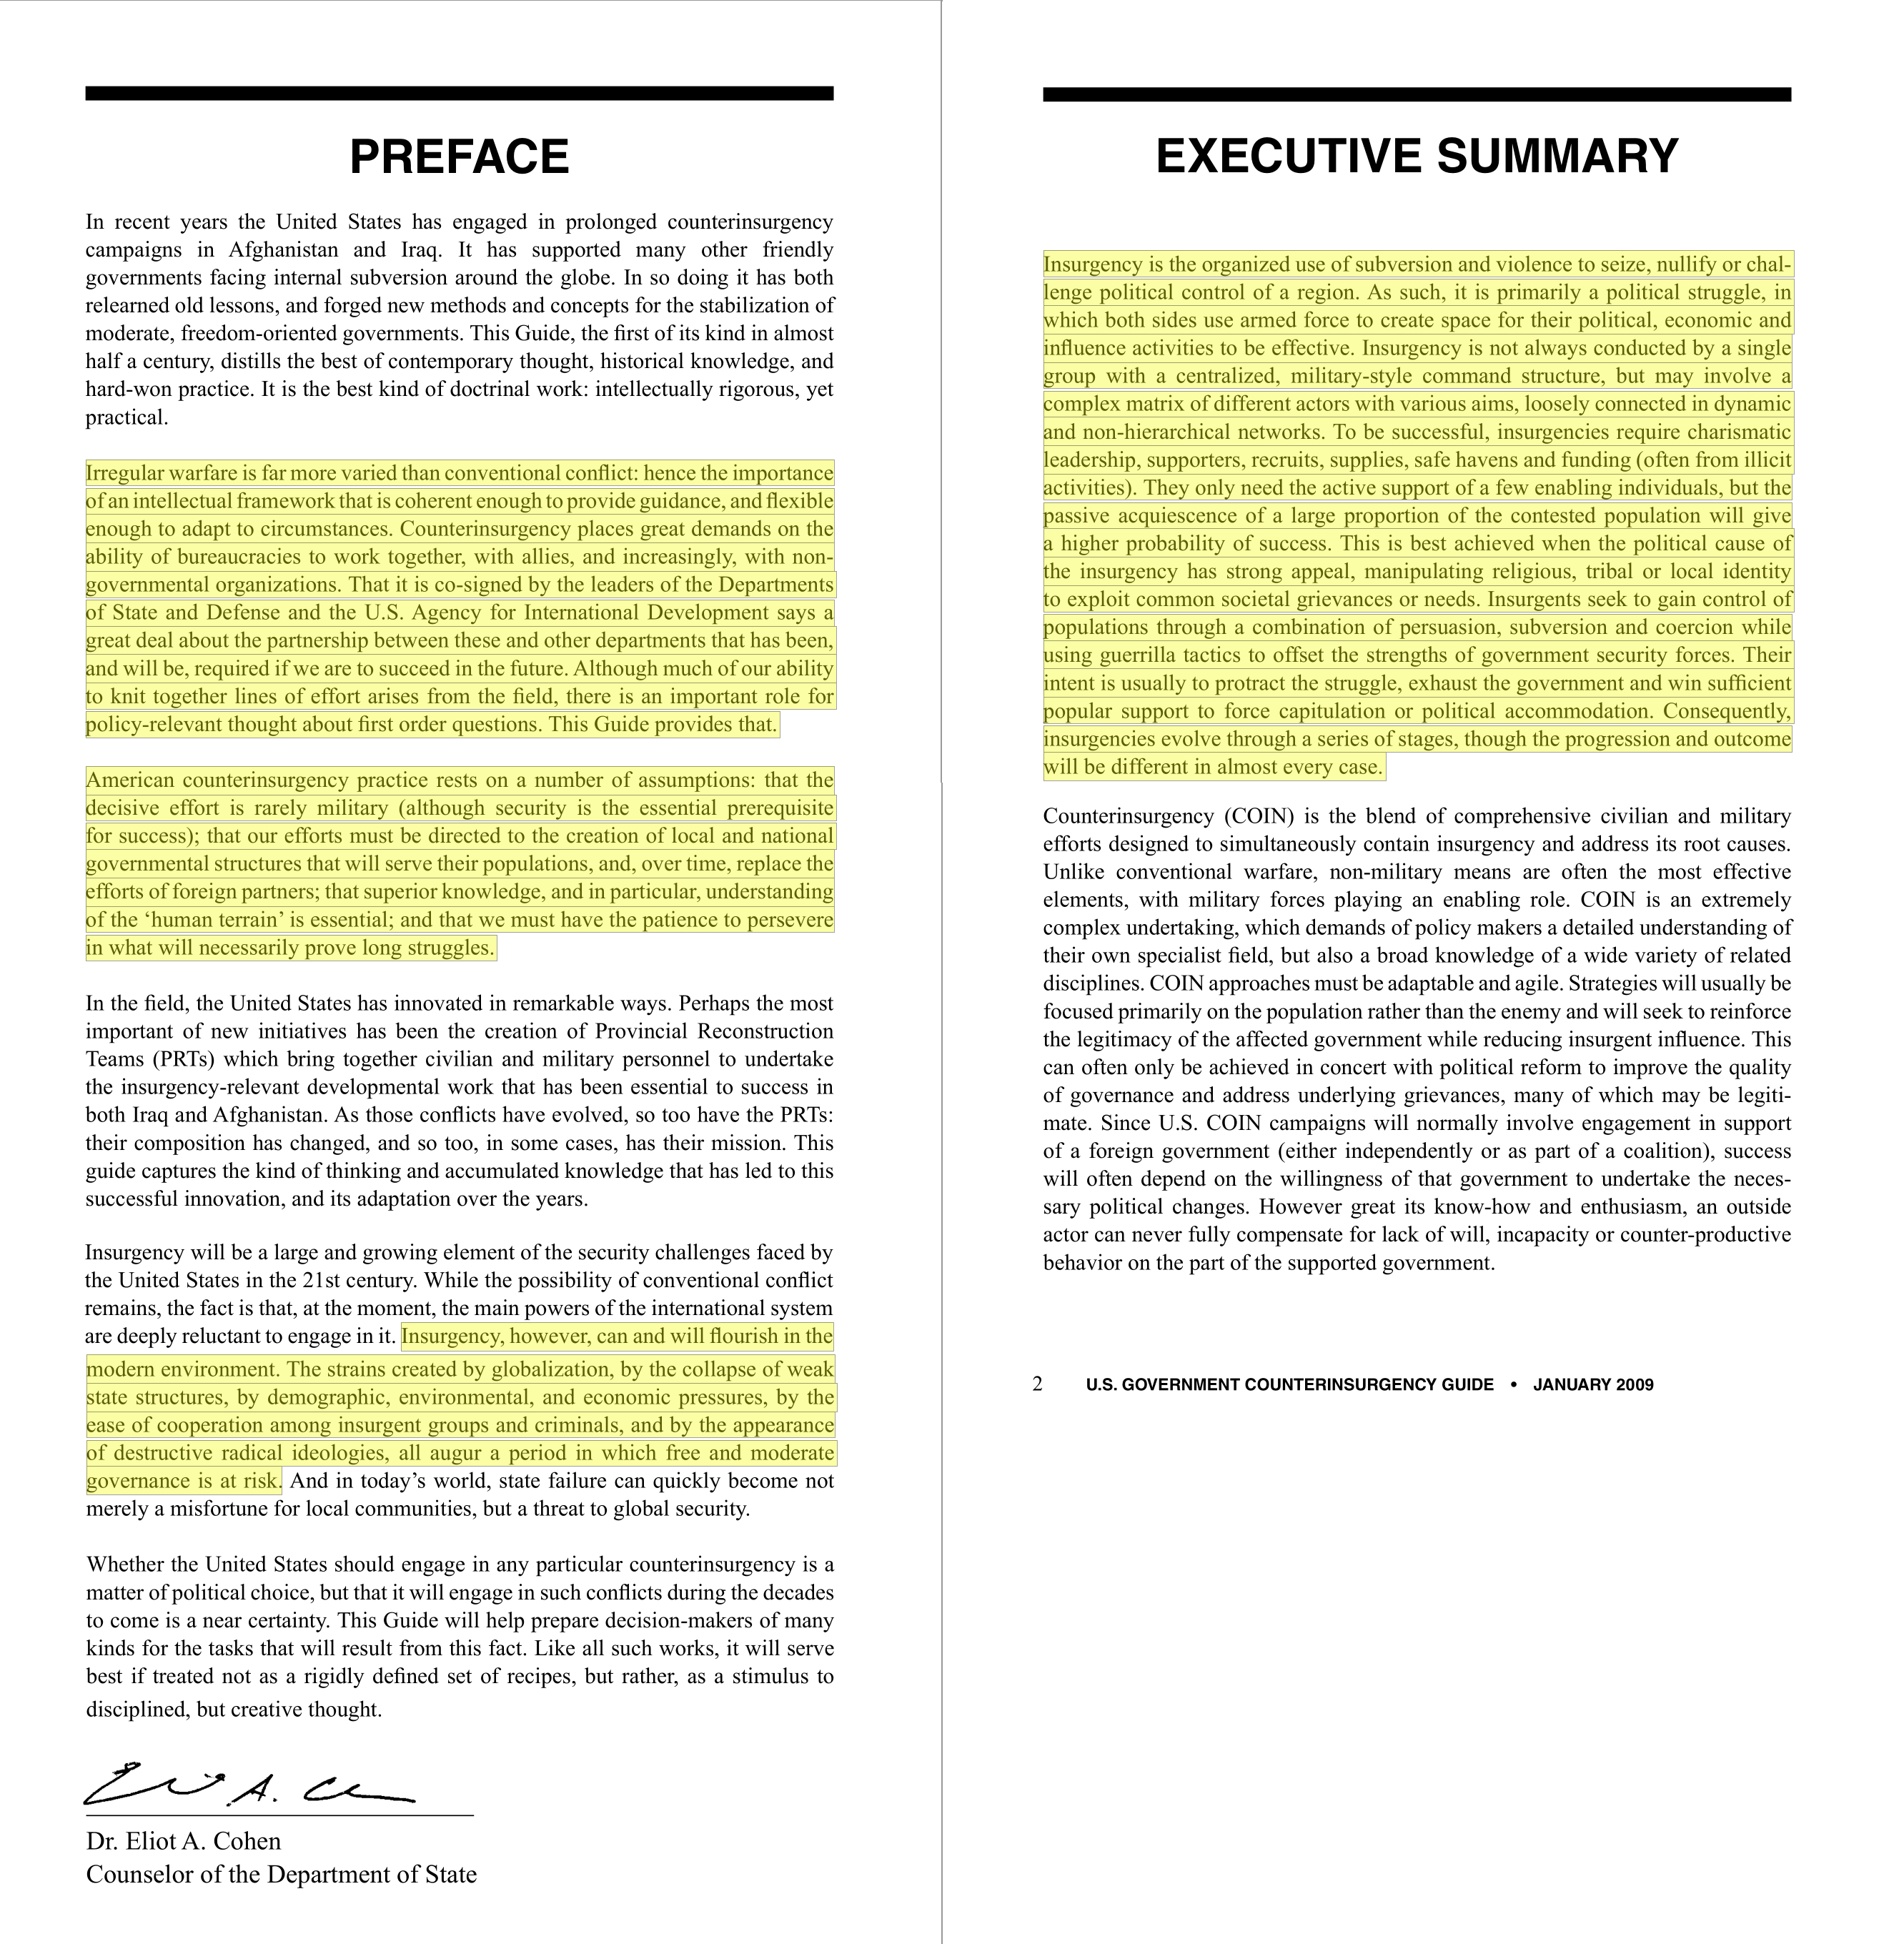 PREFACE
In recent years the United States has engaged in prolonged counterinsurgency
campaigns in Afghanistan and Iraq. It has supported many other friendly
governments facing internal subversion around the globe. In so doing it has both
relearned old lessons, and forged new methods and concepts for the stabilization of
moderate, freedom-oriented governments. This Guide, the first of its kind in almost
half a century, distills the best of contemporary thought, historical knowledge, and
hard-won practice. It is the best kind of doctrinal work: intellectually rigorous, yet
practical.
Irregular warfare is far more varied than conventional conflict: hence the importance
of an intellectual framework that is coherent enough to provide guidance, and flexible
enough to adapt to circumstances. Counterinsurgency places great demands on the
ability of bureaucracies to work together, with allies, and increasingly, with non-
governmental organizations. That it is co-signed by the leaders of the Departments
of State and Defense and the U.S. Agency for International Development says a
great deal about the partnership between these and other departments that has been,
and will be, required if we are to succeed in the future. Although much of our ability
to knit together lines of effort arises from the field, there is an important role for
policy-relevant thought about first order questions. This Guide provides that.
American counterinsurgency practice rests on a number of assumptions: that the
decisive effort is rarely military (although security is the essential prerequisite
for success); that our efforts must be directed to the creation of local and national
governmental structures that will serve their populations, and, over time, replace the
efforts of foreign partners; that superior knowledge, and in particular, understanding
of the ‘human terrain’ is essential; and that we must have the patience to persevere
in what will necessarily prove long struggles.
In the field, the United States has innovated in remarkable ways. Perhaps the most
important of new initiatives has been the creation of Provincial Reconstruction
Teams (PRTs) which bring together civilian and military personnel to undertake
the insurgency-relevant developmental work that has been essential to success in
both Iraq and Afghanistan. As those conflicts have evolved, so too have the PRTs:
their composition has changed, and so too, in some cases, has their mission. This
guide captures the kind of thinking and accumulated knowledge that has led to this
successful innovation, and its adaptation over the years.
Insurgency will be a large and growing element of the security challenges faced by
the United States in the 21st century. While the possibility of conventional conflict
remains, the fact is that, at the moment, the main powers of the international system
are deeply reluctant to engage in it. Insurgency, however, can and will flourish in the
modern environment. The strains created by globalization, by the collapse of weak
state structures, by demographic, environmental, and economic pressures, by the
ease of cooperation among insurgent groups and criminals, and by the appearance
of destructive radical ideologies, all augur a period in which free and moderate
governance is at risk. And in today’s world, state failure can quickly become not
merely a misfortune for local communities, but a threat to global security.
Whether the United States should engage in any particular counterinsurgency is a
matter of political choice, but that it will engage in such conflicts during the decades
to come is a near certainty. This Guide will help prepare decision-makers of many
kinds for the tasks that will result from this fact. Like all such works, it will serve
best if treated not as a rigidly defined set of recipes, but rather, as a stimulus to
disciplined, but creative thought.
Dr. Eliot A. Cohen
Counselor of the Department of State
EXECUTIVE SUMMARY
Insurgency is the organized use of subversion and violence to seize, nullify or chal-
lenge political control of a region. As such, it is primarily a political struggle, in
which both sides use armed force to create space for their political, economic and
influence activities to be effective. Insurgency is not always conducted by a single
group with a centralized, military-style command structure, but may involve a
complex matrix of different actors with various aims, loosely connected in dynamic
and non-hierarchical networks. To be successful, insurgencies require charismatic
leadership, supporters, recruits, supplies, safe havens and funding (often from illicit
activities). They only need the active support of a few enabling individuals, but the
passive acquiescence of a large proportion of the contested population will give
a higher probability of success. This is best achieved when the political cause of
the insurgency has strong appeal, manipulating religious, tribal or local identity
to exploit common societal grievances or needs. Insurgents seek to gain control of
populations through a combination of persuasion, subversion and coercion while
using guerrilla tactics to offset the strengths of government security forces. Their
intent is usually to protract the struggle, exhaust the government and win sufficient
popular support to force capitulation or political accommodation. Consequently,
insurgencies evolve through a series of stages, though the progression and outcome
will be different in almost every case.
Counterinsurgency (COIN) is the blend of comprehensive civilian and military
efforts designed to simultaneously contain insurgency and address its root causes.
Unlike conventional warfare, non-military means are often the most effective
elements, with military forces playing an enabling role. COIN is an extremely
complex undertaking, which demands of policy makers a detailed understanding of
their own specialist field, but also a broad knowledge of a wide variety of related
disciplines. COIN approaches must be adaptable and agile. Strategies will usually be
focused primarily on the population rather than the enemy and will seek to reinforce
the legitimacy of the affected government while reducing insurgent influence. This
can often only be achieved in concert with political reform to improve the quality
of governance and address underlying grievances, many of which may be legiti-
mate. Since U.S. COIN campaigns will normally involve engagement in support
of a foreign government (either independently or as part of a coalition), success
will often depend on the willingness of that government to undertake the neces-
sary political changes. However great its know-how and enthusiasm, an outside
actor can never fully compensate for lack of will, incapacity or counter-productive
behavior on the part of the supported government.
2 U.S. GOVERNMENT COUNTERINSURGENCY GUIDE • JANUARY 2009